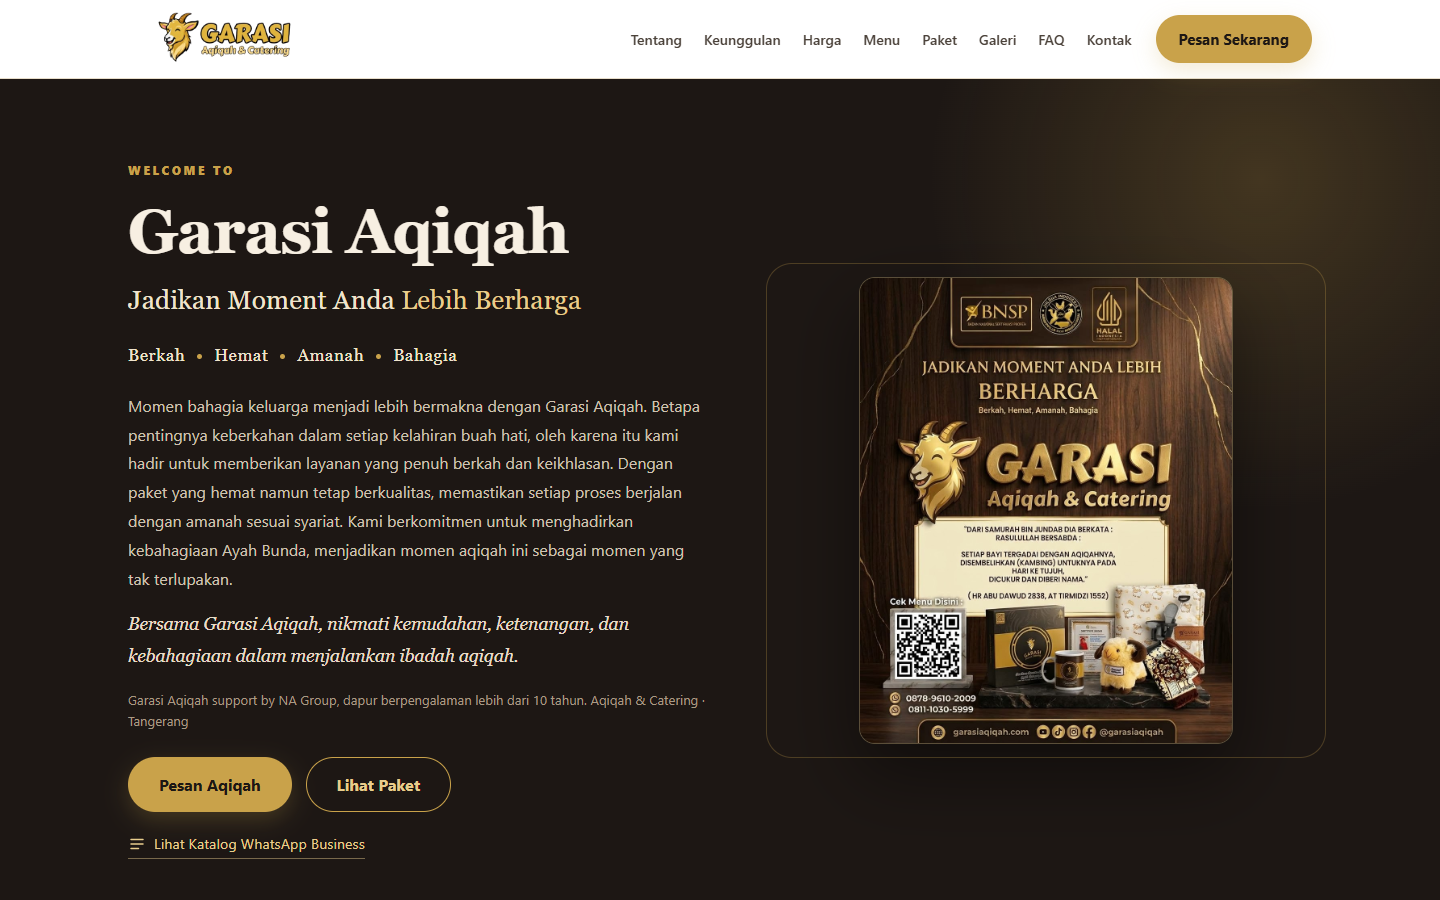 GARASI
Aqiqah & Catering
Tentang
Keunggulan
Harga
Menu
Paket
Galeri
FAQ
Kontak
Pesan Sekarang
WELCOME TO
Garasi Aqiqah
Jadikan Moment Anda Lebih Berharga
Berkah • Hemat • Amanah • Bahagia
Momen bahagia keluarga menjadi lebih bermakna dengan Garasi Aqiqah. Betapa
pentingnya keberkahan dalam setiap kelahiran buah hati, oleh karena itu kami
hadir untuk memberikan layanan yang penuh berkah dan keikhlasan. Dengan
paket yang hemat namun tetap berkualitas, memastikan setiap proses berjalan
dengan amanah sesuai syariat. Kami berkomitmen untuk menghadirkan
kebahagiaan Ayah Bunda, menjadikan momen aqiqah ini sebagai momen yang
tak terlupakan.
Bersama Garasi Aqiqah, nikmati kemudahan, ketenangan, dan
kebahagiaan dalam menjalankan ibadah aqiqah.
Garasi Aqiqah support by NA Group, dapur berpengalaman lebih dari 10 tahun. Aqiqah & Catering ·
Tangerang
Pesan Aqiqah
Lihat Paket
Lihat Katalog WhatsApp Business
BNSP
HALAL
INDONESIA
JADIKAN MOMENT ANDA LEBIH
BERHARGA
Berkah, Hemat, Amanah, Bahagia
GARASI
Aqiqah & Catering
"DARI SAMURAH BIN JUNDAB DIA BERKATA :
RASULULLAH BERSABDA :
SETIAP BAYI TERGADAI DENGAN AQIQAHNYA,
DISEMBELIHKAN (KAMBING) UNTUKNYA PADA
HARI KE TUJUH,
DICUKUR DAN DIBERI NAMA."
( HR ABU DAWUD 2838, AT TIRMIDZI 1552)
Cek Menu Disini :
0878-9610-2009
0811-1030-5999
garasiaqiqah.com
@garasiaqiqah